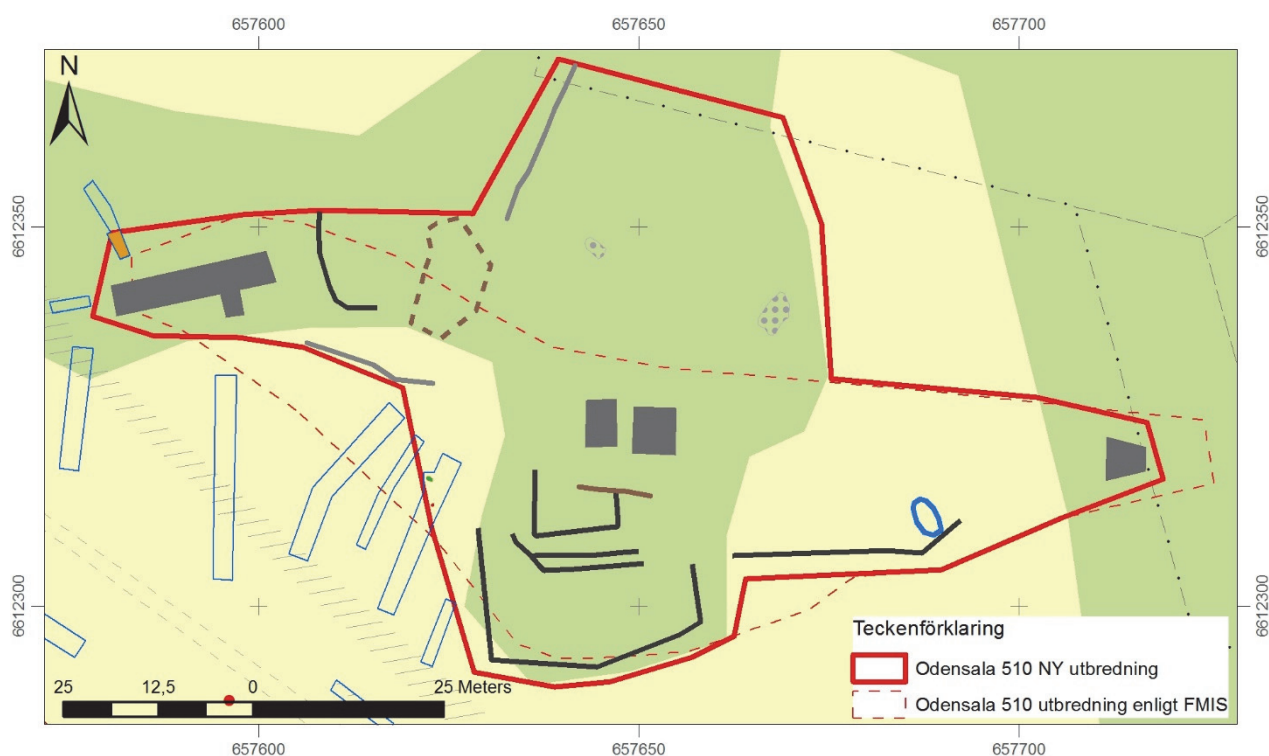 657600
657650
657700
N
6612350
6612350
6612300
6612300
Teckenförklaring
Odensala 510 NY utbredning
Odensala 510 utbredning enligt FMIS
25
12,5
0
25 Meters
657600
657650
657700